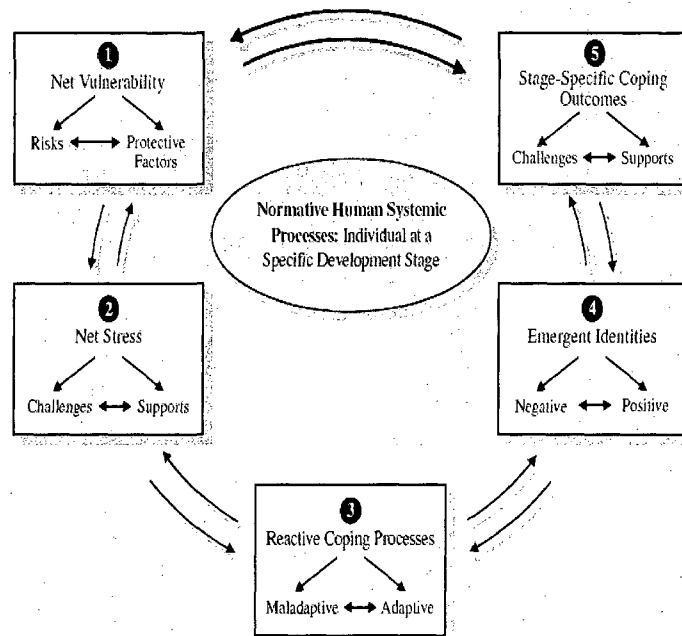 1
Net Vulnerability
Risks Protective
Factors
5
Stage-Specific Coping
Outcomes
Challenges Supports
Normative Human Systemic
Processes: Individual at a
Specific Development Stage
2
Net Stress
Challenges Supports
4
Emergent Identities
Negative Positive
3
Reactive Coping Processes
Maladaptive Adaptive